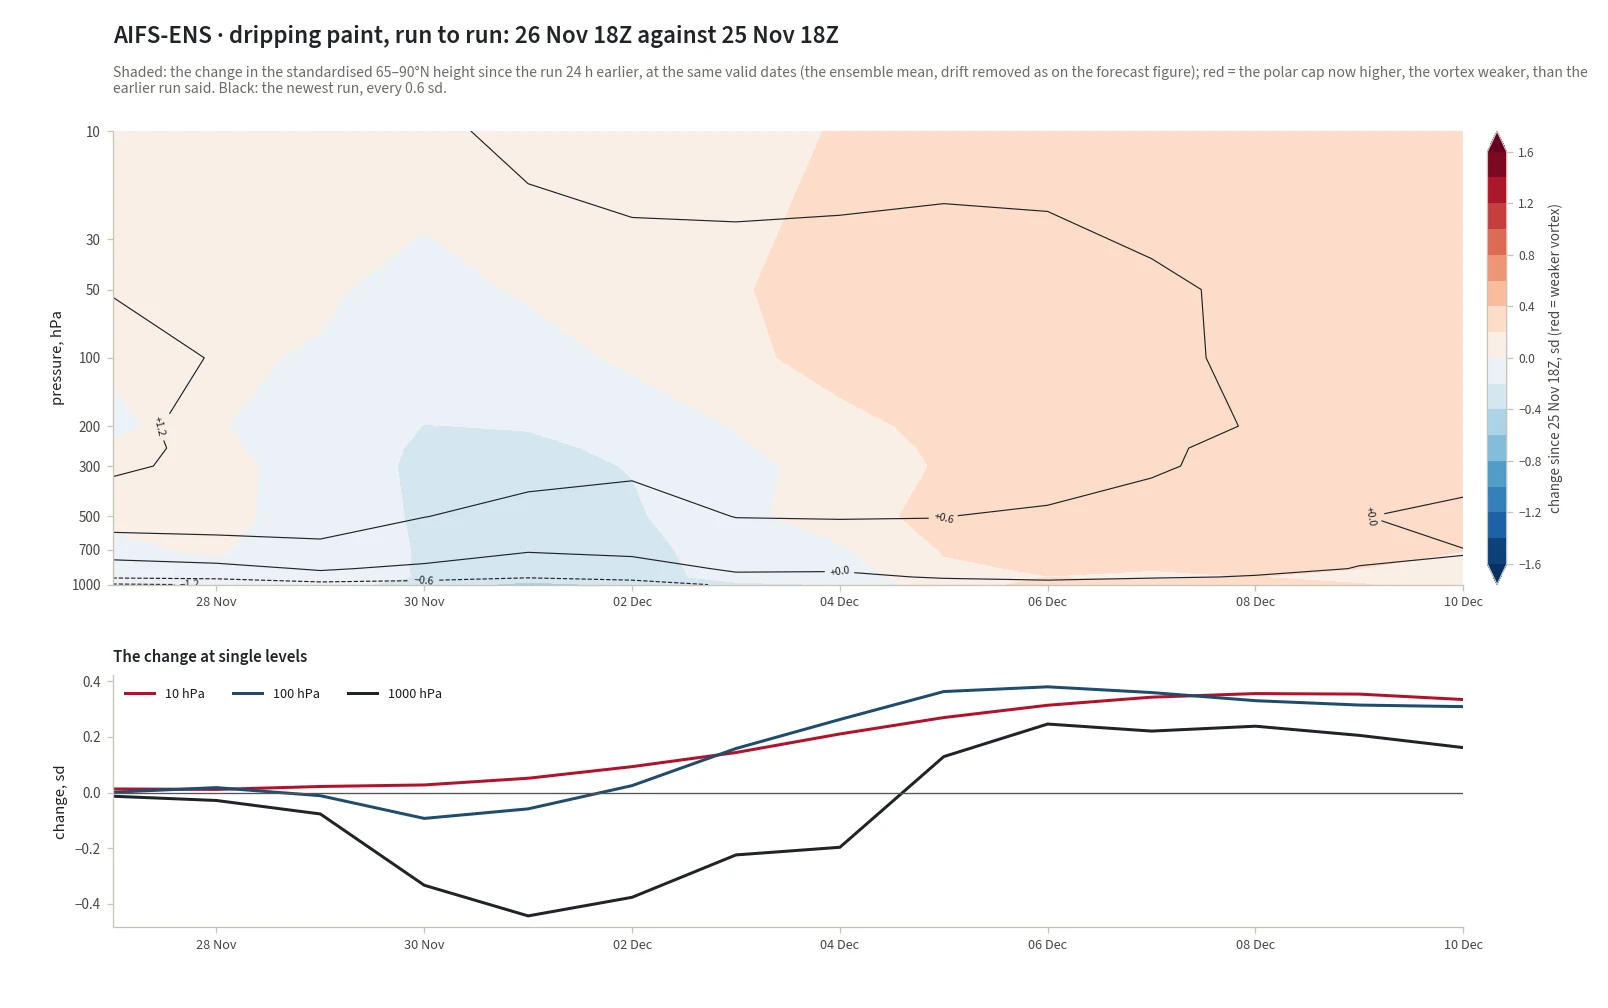 AIFS-ENS · dripping paint, run to run: 26 Nov 18Z against 25 Nov 18Z
Shaded: the change in the standardised 65–90°N height since the run 24 h earlier, at the same valid dates (the ensemble mean, drift removed as on the forecast figure); red = the polar cap now higher, the vortex weaker, than the
earlier run said. Black: the newest run, every 0.6 sd.
pressure, hPa
10
30
50
100
200
300
500
700
1000
+1.2
−1.2
−0.6
+0.0
+0.6
+0.0
28 Nov
30 Nov
02 Dec
04 Dec
06 Dec
08 Dec
10 Dec
1.6
1.2
0.8
0.4
0.0
−0.4
−0.8
−1.2
−1.6
change since 25 Nov 18Z, sd (red = weaker vortex)
The change at single levels
10 hPa
100 hPa
1000 hPa
change, sd
0.4
0.2
0.0
−0.2
−0.4
28 Nov
30 Nov
02 Dec
04 Dec
06 Dec
08 Dec
10 Dec